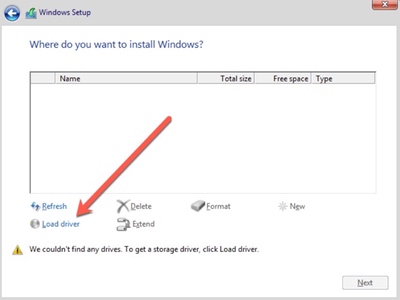 Windows Setup
Where do you want to install Windows?
Name Total size Free space Type
Refresh Delete Format New
Load driver Extend
We couldn't find any drives. To get a storage driver, click Load driver.
Next